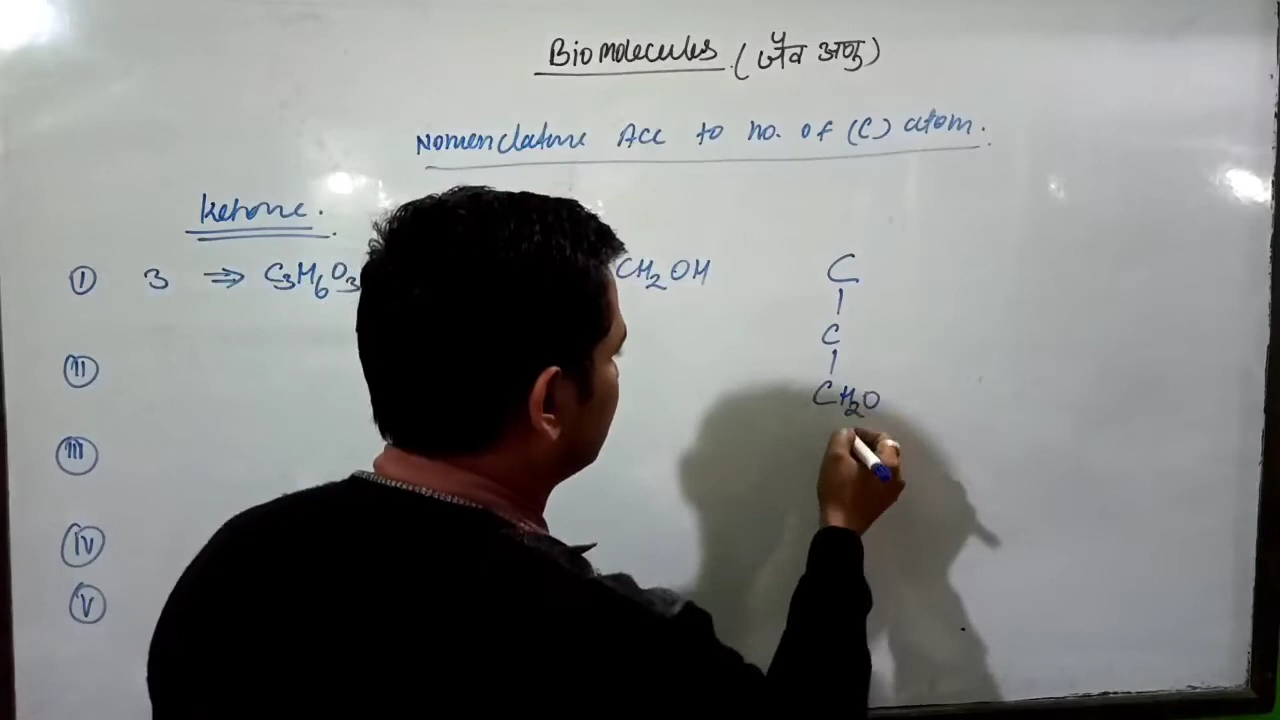 Biomolecules (जैव अणु)
Nomenclature Acc to no. of (C) atom.
Ketone.
① 3 ⇒ C₃H₆O₃ CH₂OH
C
|
C
|
CH₂O
II
III
IV
V